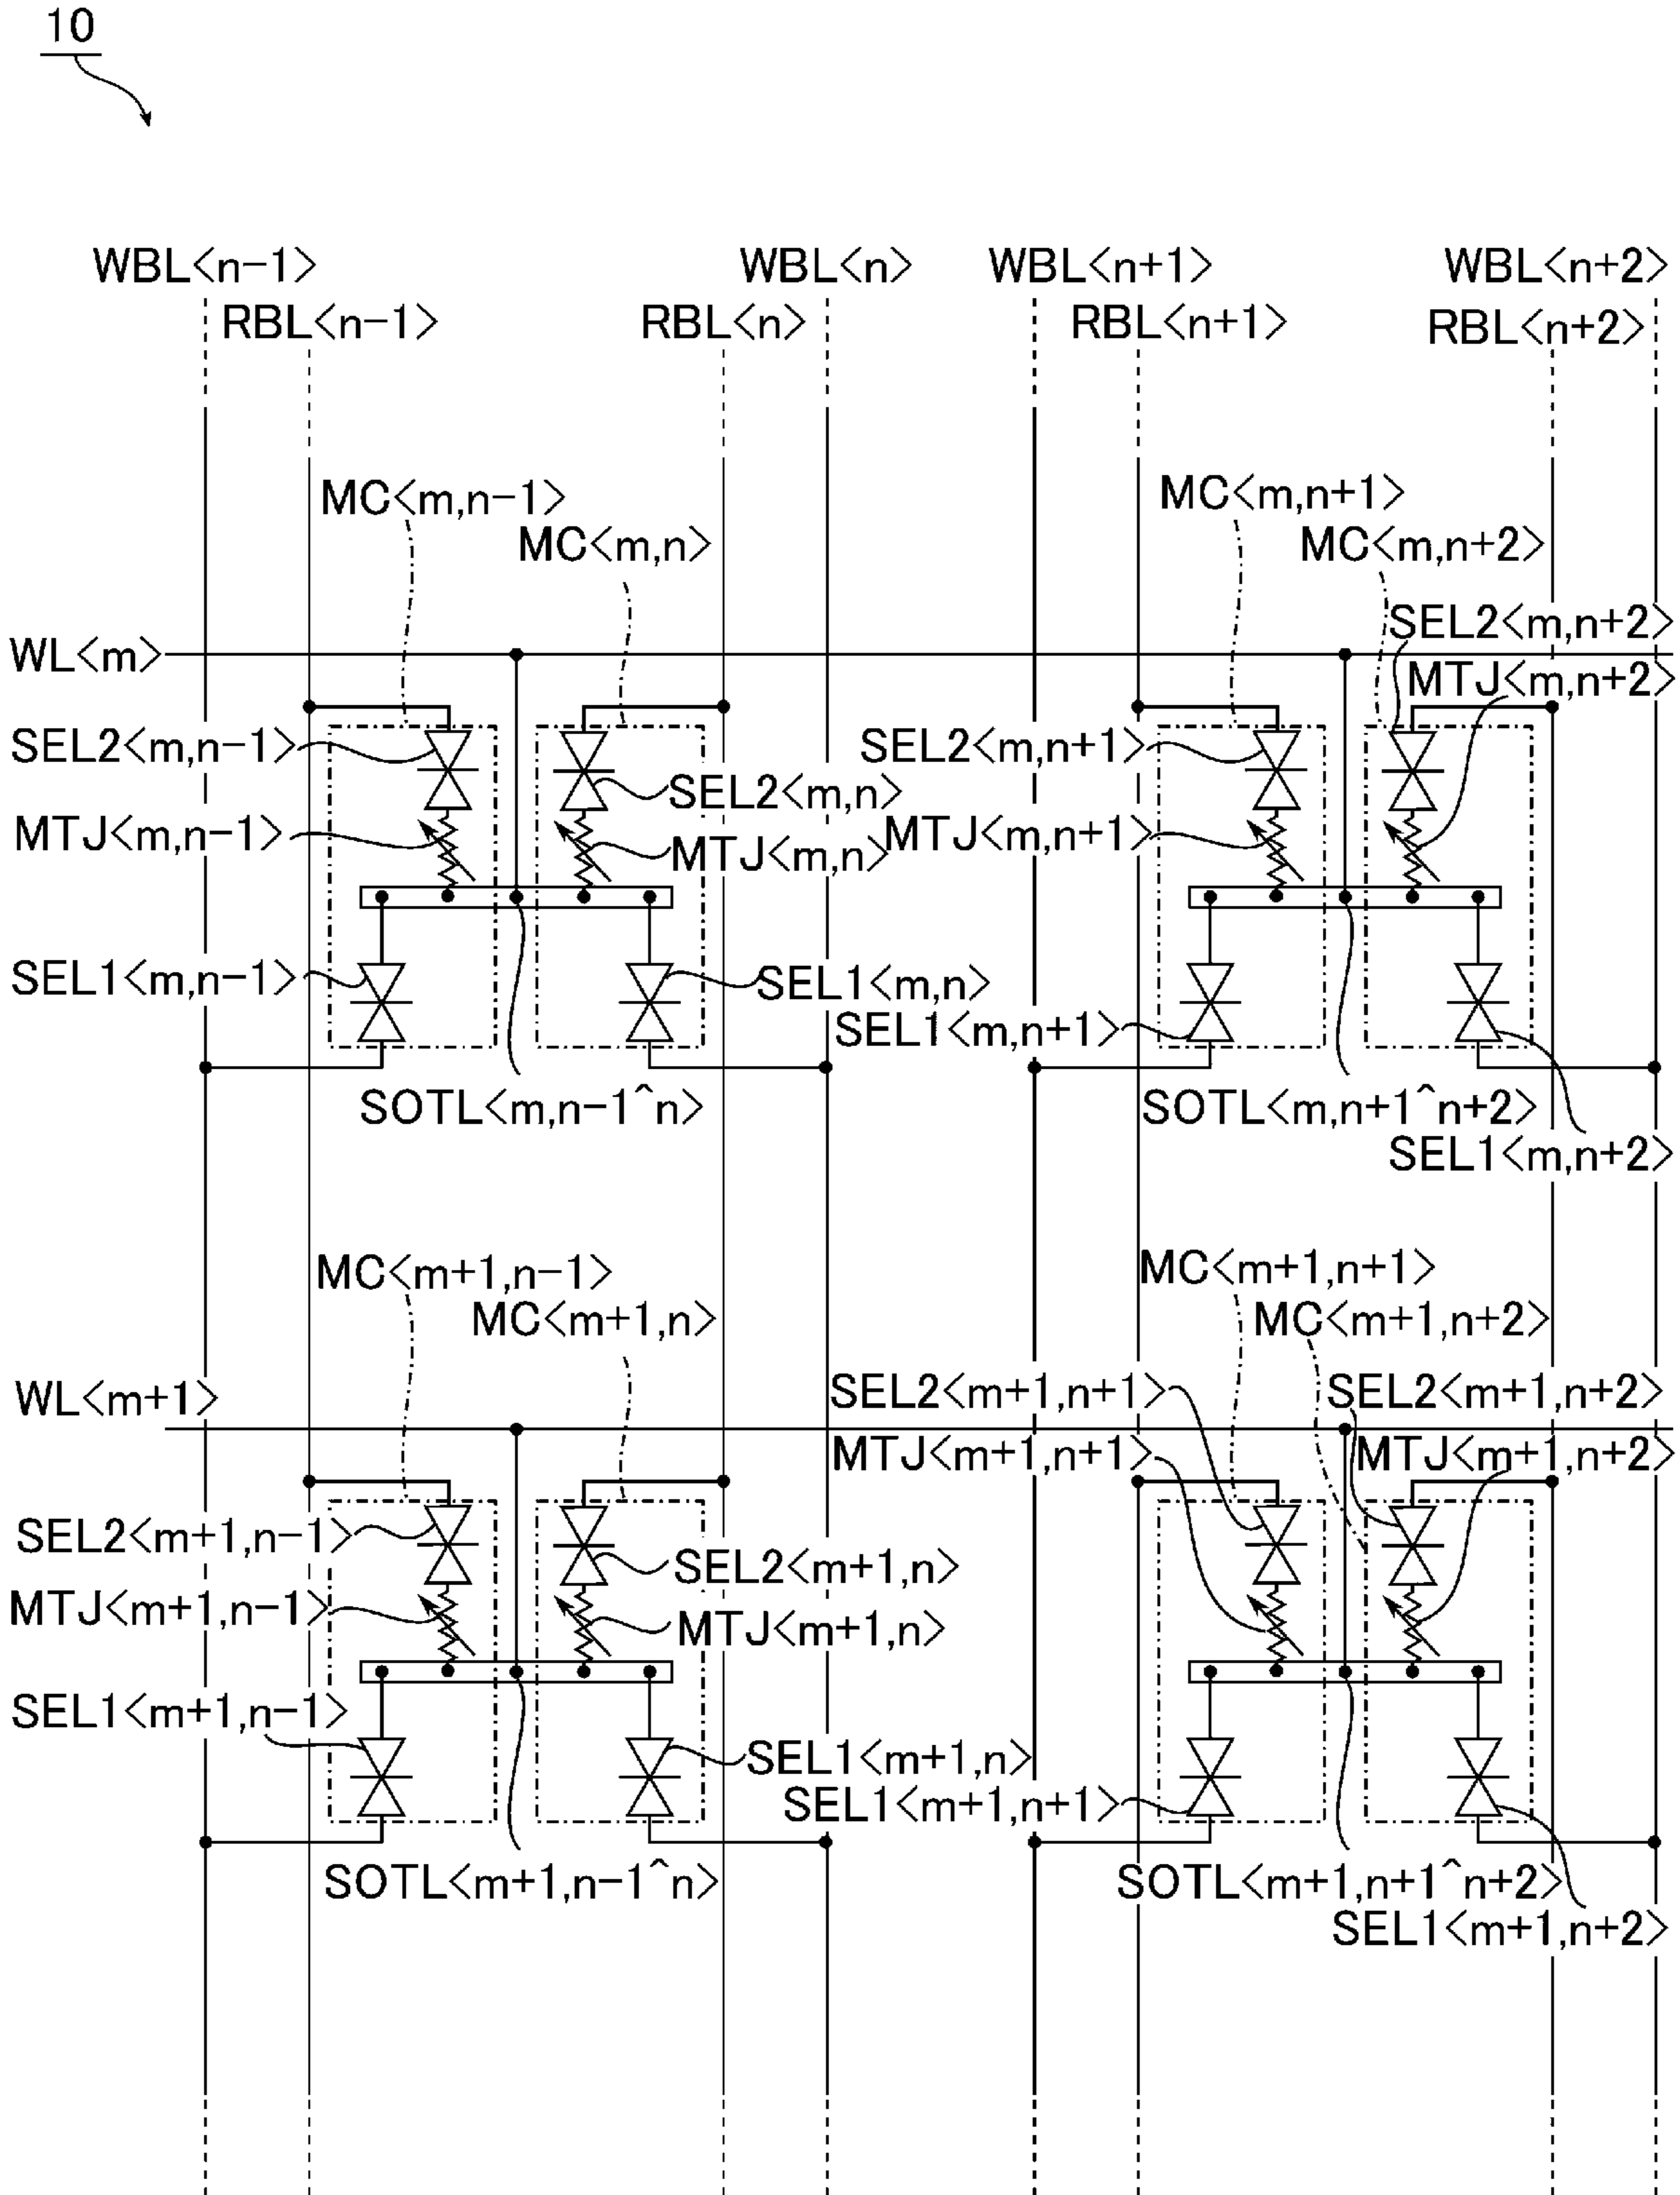 10
WBL<n-1>
WBL<n>
WBL<n+1>
WBL<n+2>
RBL<n-1>
RBL<n>
RBL<n+1>
RBL<n+2>
MC<m,n-1>
MC<m,n+1>
MC<m,n>
MC<m,n+2>
SEL2<m,n+2>
WL<m>
MTJ<m,n+2>
SEL2<m,n-1>
SEL2<m,n+1>
SEL2<m,n>
MTJ<m,n-1>
MTJ<m,n+1>
MTJ<m,n>
SEL1<m,n-1>
SEL1<m,n>
SEL1<m,n+1>
SOTL<m,n-1^n>
SOTL<m,n+1^n+2>
SEL1<m,n+2>
MC<m+1,n-1>
MC<m+1,n+1>
MC<m+1,n>
MC<m+1,n+2>
WL<m+1>
SEL2<m+1,n+1>
SEL2<m+1,n+2>
MTJ<m+1,n+1>
MTJ<m+1,n+2>
SEL2<m+1,n-1>
SEL2<m+1,n>
MTJ<m+1,n-1>
MTJ<m+1,n>
SEL1<m+1,n-1>
SEL1<m+1,n>
SEL1<m+1,n+1>
SOTL<m+1,n-1^n>
SOTL<m+1,n+1^n+2>
SEL1<m+1,n+2>